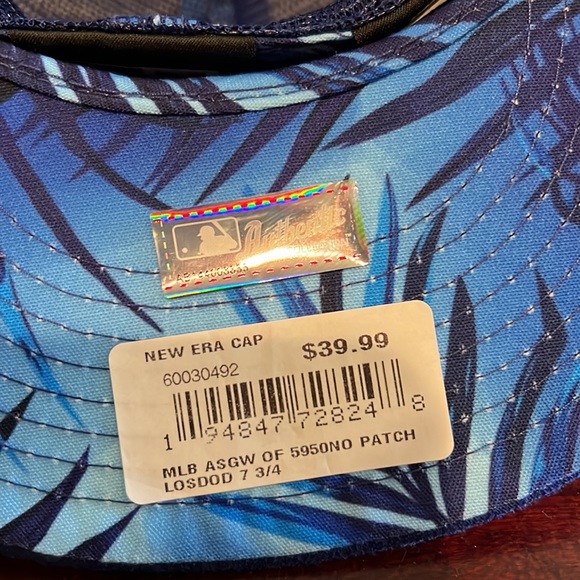 Authentic
NEW ERA CAP $39.99
60030492
1 94847 72824 8
MLB ASGW OF 5950NO PATCH
LOSDOD 7 3/4